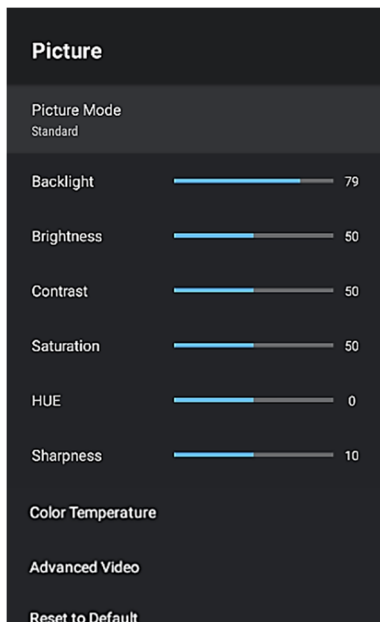 Picture
Picture Mode
Standard
Backlight 79
Brightness 50
Contrast 50
Saturation 50
HUE 0
Sharpness 10
Color Temperature
Advanced Video
Reset to Default